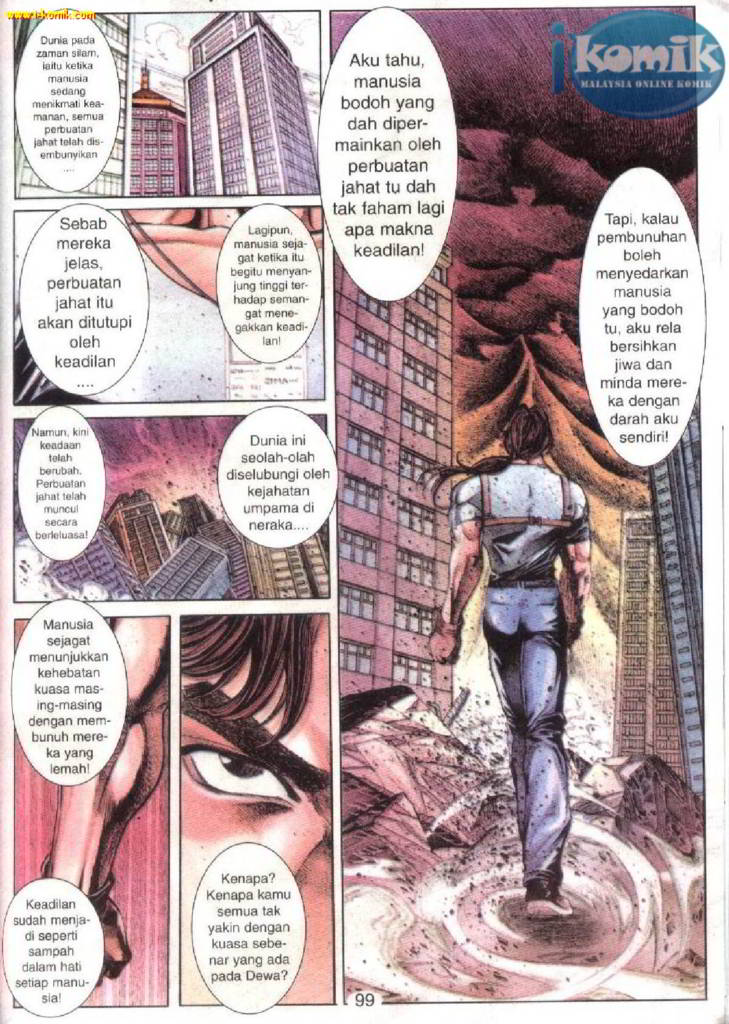 www.i-komik.com
ikomik
MALAYSIA ONLINE KOMIK
Dunia pada
zaman silam,
iaitu ketika
manusia
sedang
menikmati kea-
manan, semua
perbuatan
jahat telah dis-
embunyikan
....
Sebab
mereka
jelas,
perbuatan
jahat itu
akan ditutupi
oleh
keadilan
....
Lagipun,
manusia seja-
gat ketika itu
begitu menyan-
jung tinggi ter-
hadap seman-
gat mene-
gakkan keadi-
lan!
Namun, kini
keadaan
telah
berubah.
Perbuatan
jahat telah
muncul
secara
berleluasa!
Dunia ini
seolah-olah
diselubungi oleh
kejahatan
umpama di
neraka....
Manusia
sejagat
menunjukkan
kehebatan
kuasa mas-
ing-masing
dengan mem-
bunuh mere-
ka yang
lemah!
Keadilan
sudah menja-
di seperti
sampah
dalam hati
setiap manu-
sia!
Kenapa?
Kenapa kamu
semua tak
yakin dengan
kuasa sebe-
nar yang ada
pada Dewa?
Aku tahu,
manusia
bodoh yang
dah diper-
mainkan oleh
perbuatan
jahat tu dah
tak faham lagi
apa makna
keadilan!
Tapi, kalau
pembunuhan
boleh
menyedarkan
manusia
yang bodoh
tu, aku rela
bersihkan
jiwa dan
minda mere-
ka dengan
darah aku
sendiri!
99